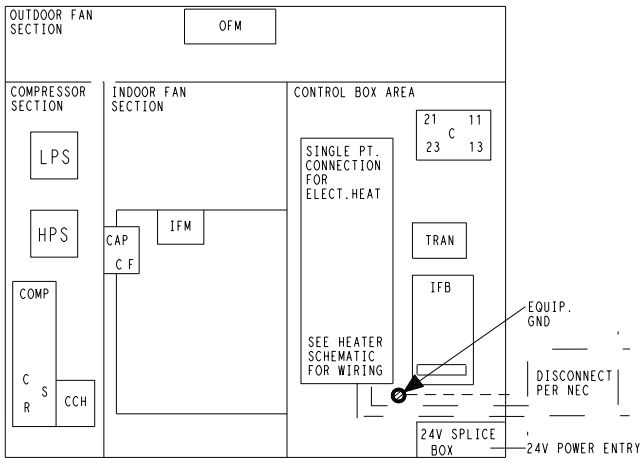 OUTDOOR FAN
SECTION
OFM
COMPRESSOR
SECTION
INDOOR FAN
SECTION
CONTROL BOX AREA
LPS
HPS
COMP
C
S
R
CCH
CAP
C F
IFM
SINGLE PT.
CONNECTION
FOR
ELECT.HEAT
SEE HEATER
SCHEMATIC
FOR WIRING
21 11
C
23 13
TRAN
IFB
EQUIP.
GND
DISCONNECT
PER NEC
24V SPLICE
BOX
24V POWER ENTRY